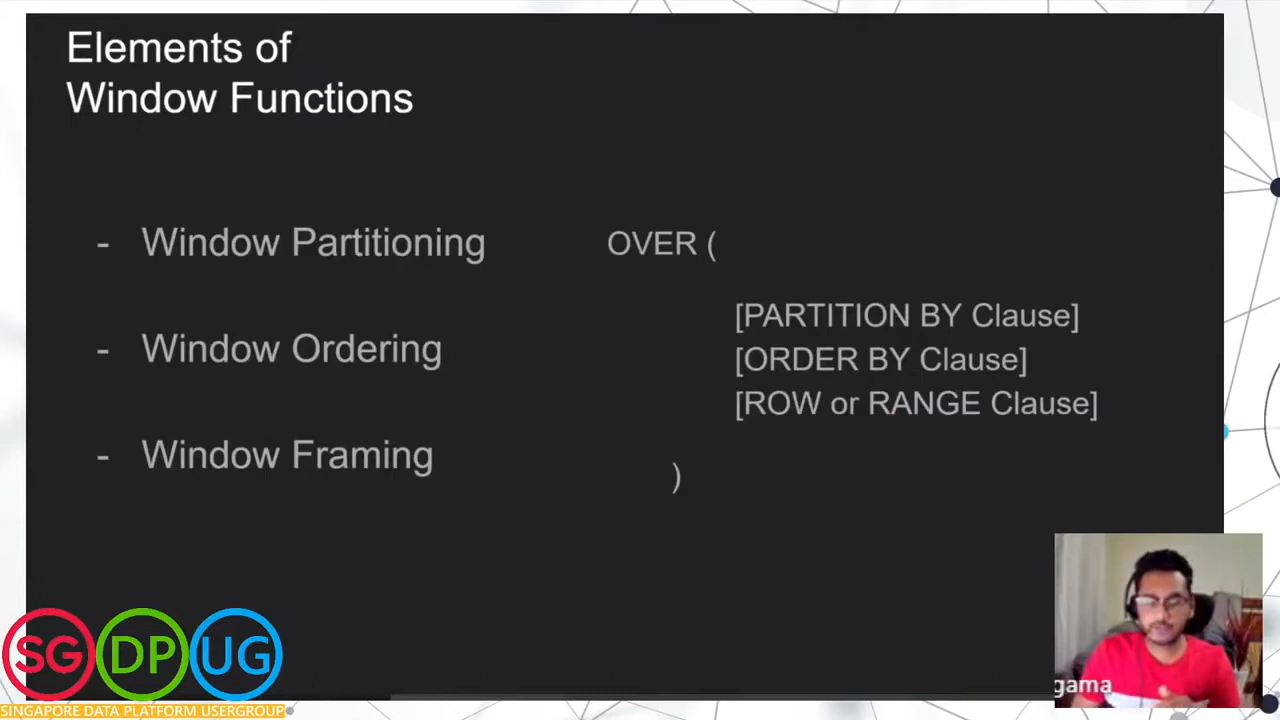 Elements of
Window Functions
- Window Partitioning
- Window Ordering
- Window Framing
OVER (
[PARTITION BY Clause]
[ORDER BY Clause]
[ROW or RANGE Clause]
)
gama
SG DP UG
SINGAPORE DATA PLATFORM USERGROUP